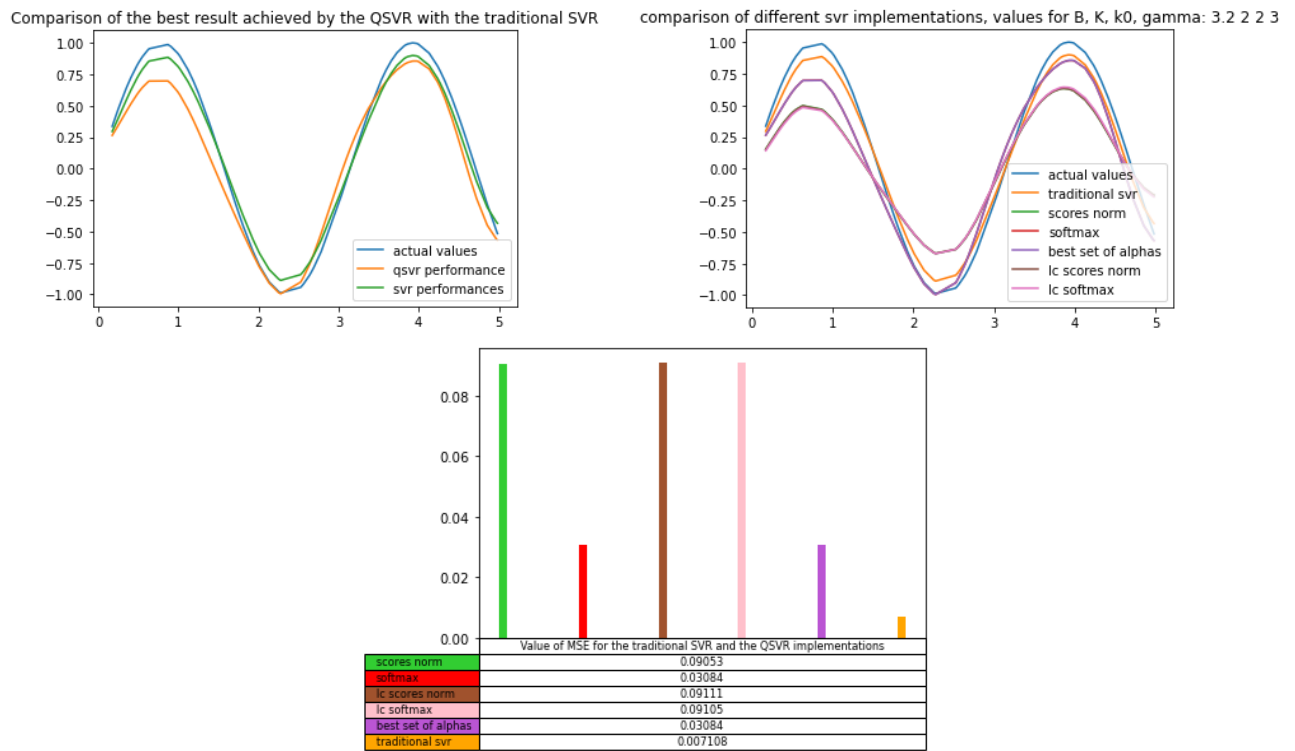 Comparison of the best result achieved by the QSVR with the traditional SVR
1.00
0.75
0.50
0.25
0.00
−0.25
−0.50
−0.75
−1.00
0 1 2 3 4 5
actual values
qsvr performance
svr performances
comparison of different svr implementations, values for B, K, k0, gamma: 3.2 2 2 3
1.00
0.75
0.50
0.25
0.00
−0.25
−0.50
−0.75
−1.00
0 1 2 3 4 5
actual values
traditional svr
scores norm
softmax
best set of alphas
lc scores norm
lc softmax
0.08
0.06
0.04
0.02
0.00
Value of MSE for the traditional SVR and the QSVR implementations
scores norm 0.09053
softmax 0.03084
lc scores norm 0.09111
lc softmax 0.09105
best set of alphas 0.03084
traditional svr 0.007108